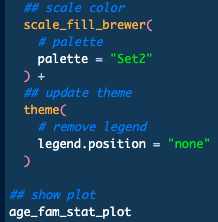 ## scale color
scale_fill_brewer(
# palette
palette = "Set2"
) +
## update theme
theme(
# remove legend
legend.position = "none"
)
## show plot
age_fam_stat_plot